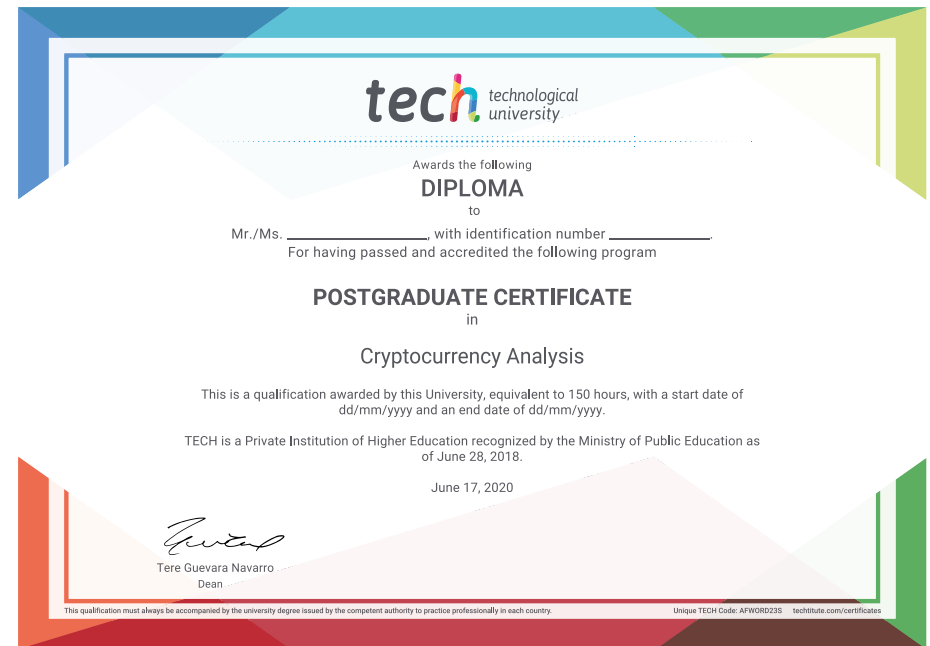 tech technological
university
Awards the following
DIPLOMA
to
Mr./Ms. ____________________, with identification number ______________.
For having passed and accredited the following program
POSTGRADUATE CERTIFICATE
in
Cryptocurrency Analysis
This is a qualification awarded by this University, equivalent to 150 hours, with a start date of
dd/mm/yyyy and an end date of dd/mm/yyyy.
TECH is a Private Institution of Higher Education recognized by the Ministry of Public Education as
of June 28, 2018.
June 17, 2020
Tere Guevara Navarro
Dean
This qualification must always be accompanied by the university degree issued by the competent authority to practice professionally in each country. Unique TECH Code: AFWORD23S techtitute.com/certificates